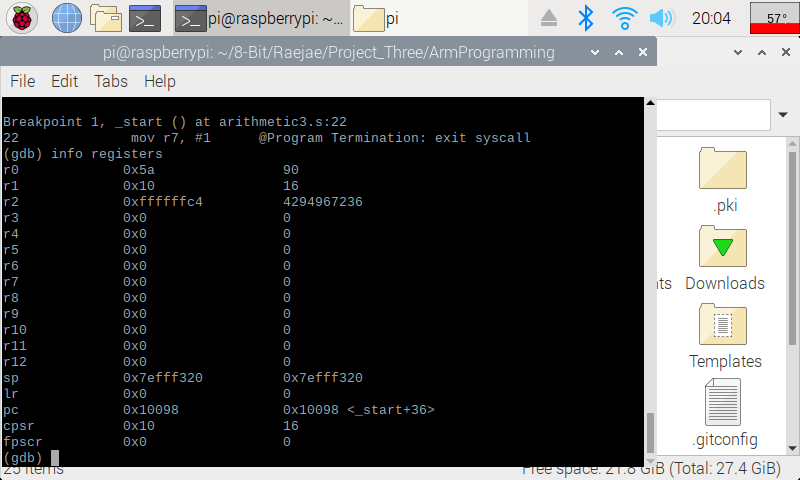 pi@raspberrypi: ~... pi 20:04 57°
pi@raspberrypi: ~/8-Bit/Raejae/Project_Three/ArmProgramming
File Edit Tabs Help
Breakpoint 1, _start () at arithmetic3.s:22
22 mov r7, #1 @Program Termination: exit syscall
(gdb) info registers
r0 0x5a 90
r1 0x10 16
r2 0xffffffc4 4294967236
r3 0x0 0
r4 0x0 0
r5 0x0 0
r6 0x0 0
r7 0x0 0
r8 0x0 0
r9 0x0 0
r10 0x0 0
r11 0x0 0
r12 0x0 0
sp 0x7efff320 0x7efff320
lr 0x0 0
pc 0x10098 0x10098 <_start+36>
cpsr 0x10 16
fpscr 0x0 0
(gdb)
.pki
nts Downloads
Templates
.gitconfig
25 items Free space: 21.8 GiB (Total: 27.4 GiB)